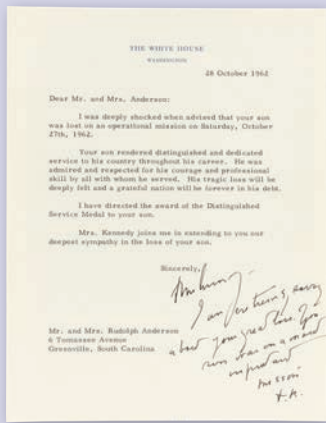 THE WHITE HOUSE
WASHINGTON
28 October 1962
Dear Mr. and Mrs. Anderson:
I was deeply shocked when advised that your son
was lost on an operational mission on Saturday, October
27th, 1962.
Your son rendered distinguished and dedicated
service to his country throughout his career. He was
admired and respected for his courage and professional
skill by all with whom he served. His tragic loss will be
deeply felt and a grateful nation will forever in his debt.
I have directed the award of the Distinguished
Service Medal to your son.
Mrs. Kennedy joins me in extending to you our
deepest sympathy in the loss of your son.
Sincerely,
Mr. and Mrs. Rudolph Anderson
6 Tomassee Avenue
Greenville, South Carolina
I am sorry
about your great loss. Your
son was on a most
important
mission